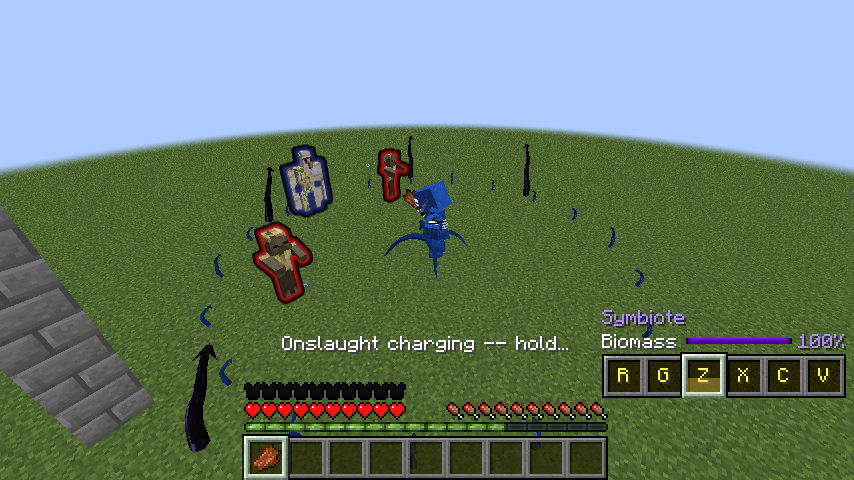 Symbiote
Biomass 100%
Onslaught charging -- hold...
R G Z X C V